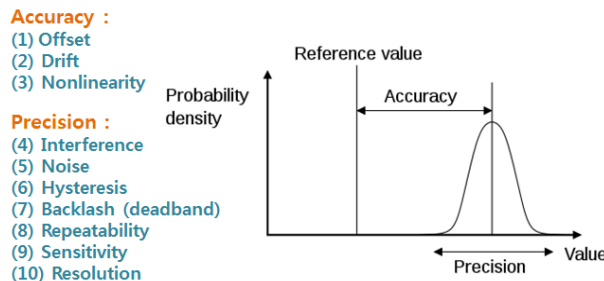 Accuracy :
(1) Offset
(2) Drift
(3) Nonlinearity
Precision :
(4) Interference
(5) Noise
(6) Hysteresis
(7) Backlash (deadband)
(8) Repeatability
(9) Sensitivity
(10) Resolution
Reference value
Probability
density
Accuracy
Value
Precision